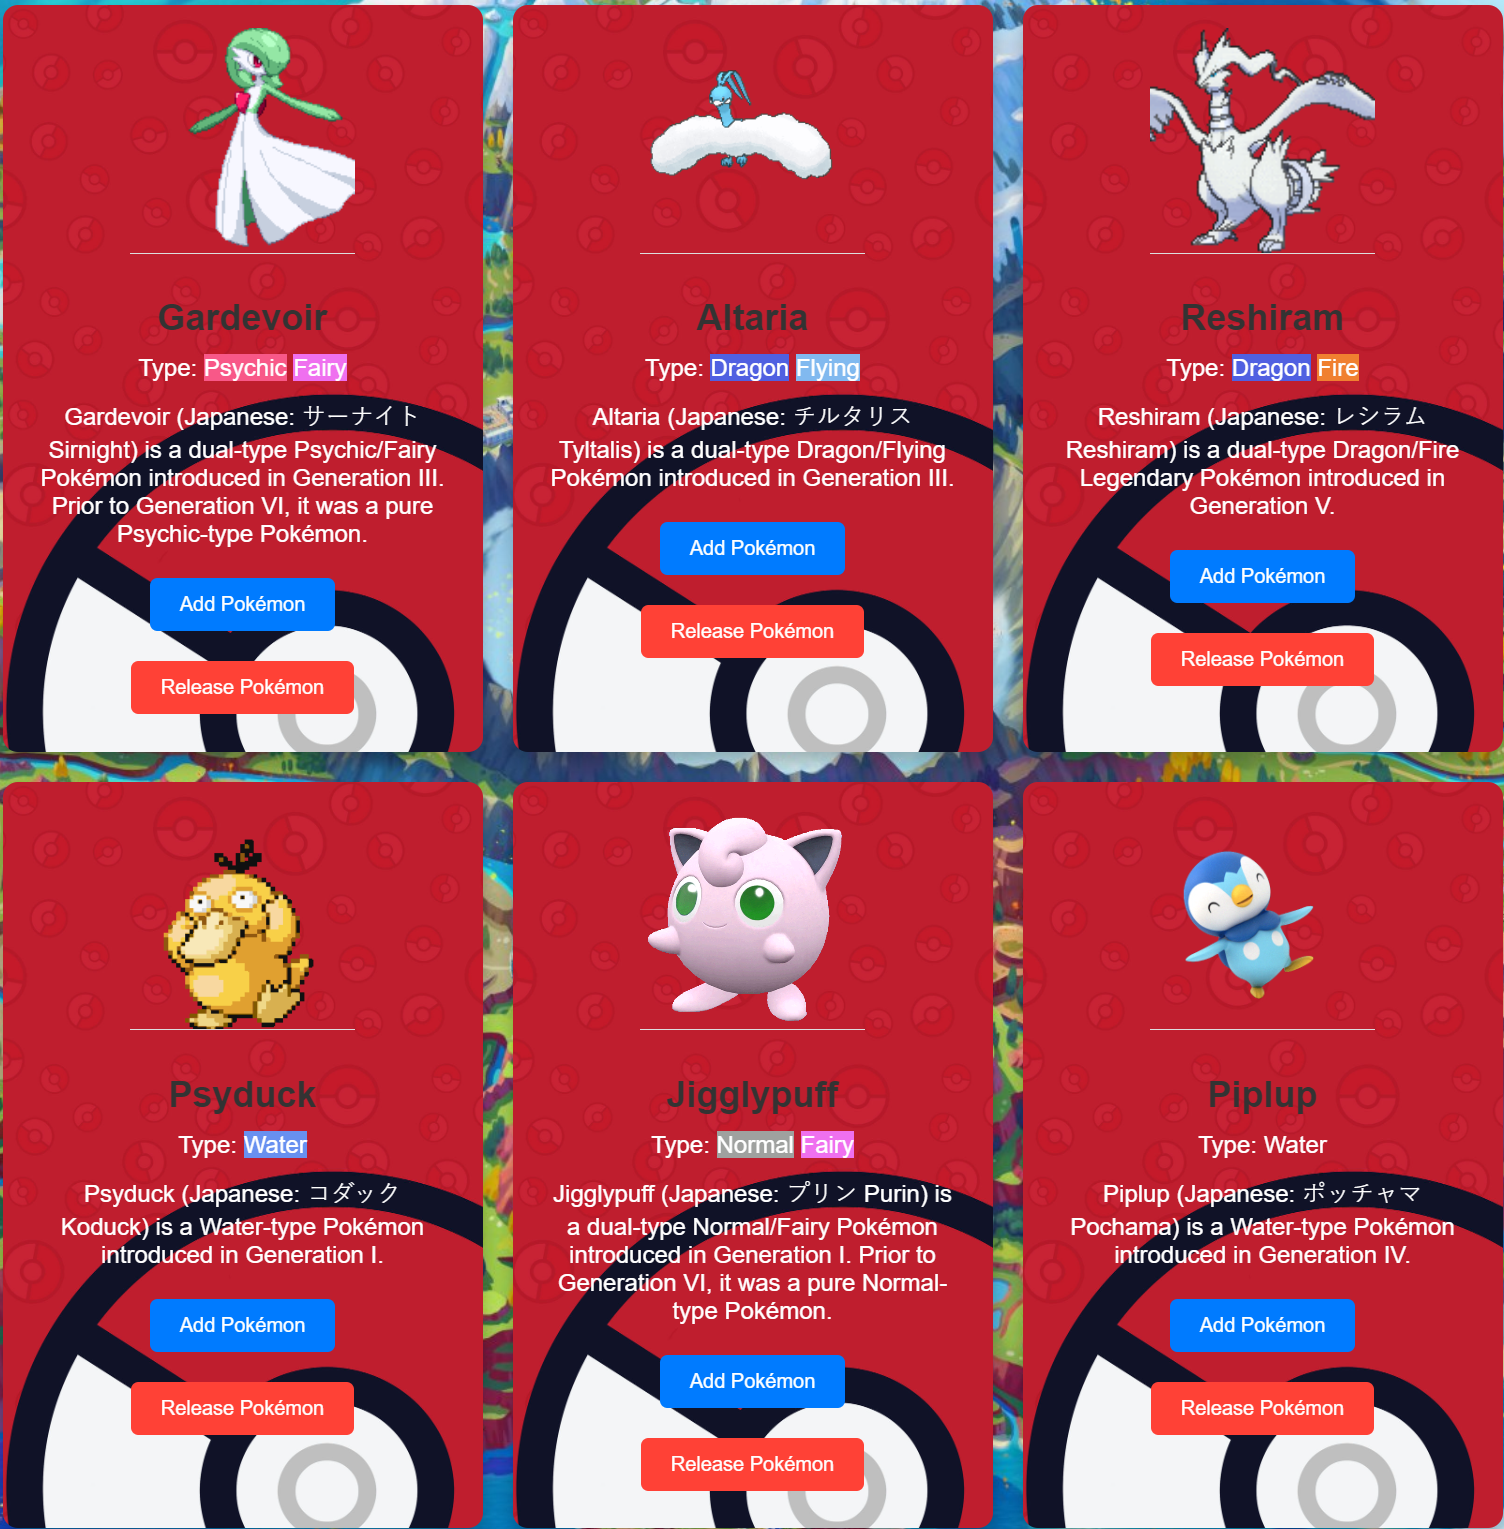 Gardevoir
Type: Psychic Fairy
Gardevoir (Japanese: サーナイト
Sirnight) is a dual-type Psychic/Fairy
Pokémon introduced in Generation III.
Prior to Generation VI, it was a pure
Psychic-type Pokémon.
Add Pokémon
Release Pokémon
Altaria
Type: Dragon Flying
Altaria (Japanese: チルタリス
Tyltalis) is a dual-type Dragon/Flying
Pokémon introduced in Generation III.
Add Pokémon
Release Pokémon
Reshiram
Type: Dragon Fire
Reshiram (Japanese: レシラム
Reshiram) is a dual-type Dragon/Fire
Legendary Pokémon introduced in
Generation V.
Add Pokémon
Release Pokémon
Psyduck
Type: Water
Psyduck (Japanese: コダック
Koduck) is a Water-type Pokémon
introduced in Generation I.
Add Pokémon
Release Pokémon
Jigglypuff
Type: Normal Fairy
Jigglypuff (Japanese: プリン Purin) is
a dual-type Normal/Fairy Pokémon
introduced in Generation I. Prior to
Generation VI, it was a pure Normal-
type Pokémon.
Add Pokémon
Release Pokémon
Piplup
Type: Water
Piplup (Japanese: ポッチャマ
Pochama) is a Water-type Pokémon
introduced in Generation IV.
Add Pokémon
Release Pokémon